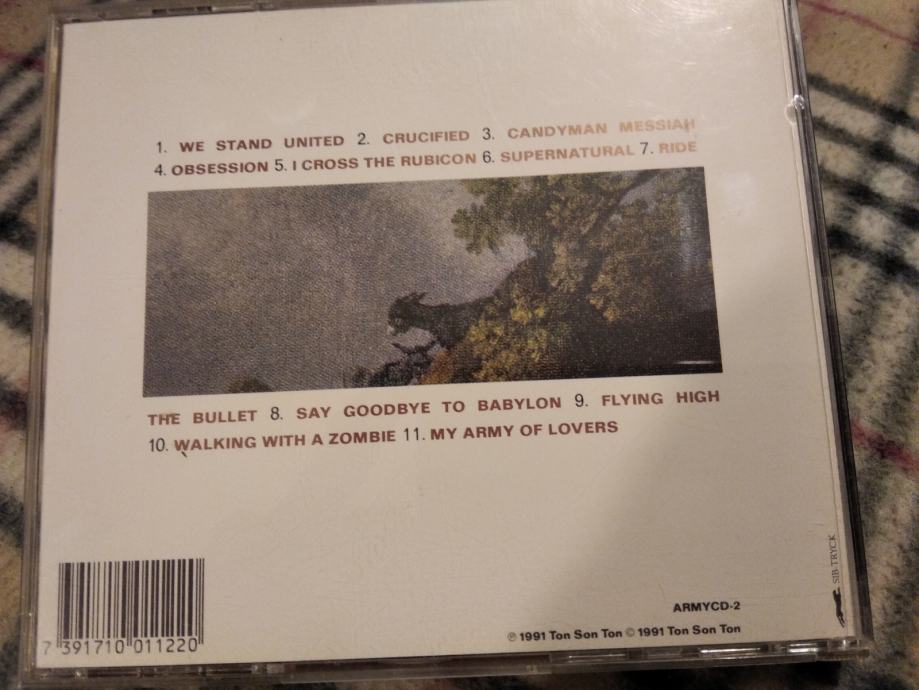 1. WE STAND UNITED 2. CRUCIFIED 3. CANDYMAN MESSIAH
4. OBSESSION 5. I CROSS THE RUBICON 6. SUPERNATURAL 7. RIDE
THE BULLET 8. SAY GOODBYE TO BABYLON 9. FLYING HIGH
10. WALKING WITH A ZOMBIE 11. MY ARMY OF LOVERS
SIB-TRYCK
ARMYCD-2
℗ 1991 Ton Son Ton © 1991 Ton Son Ton
7 391710 011220